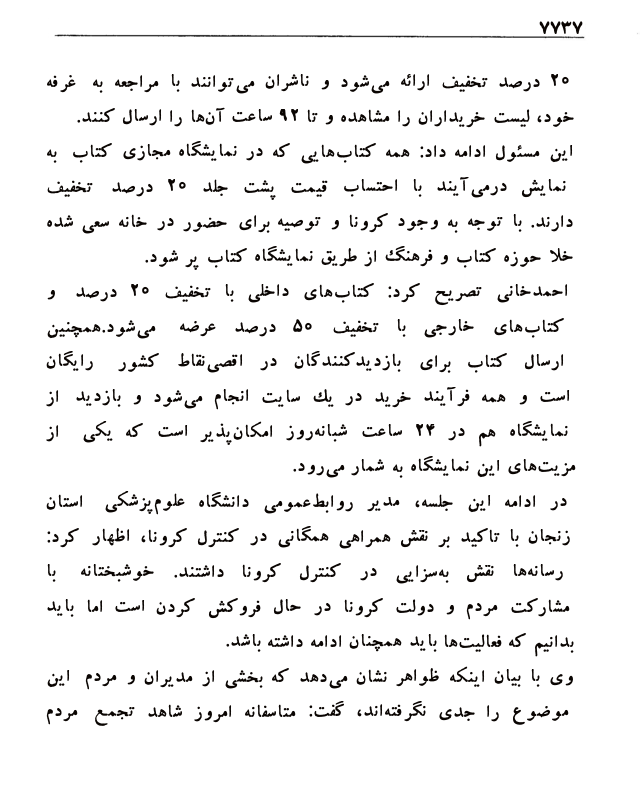 ۷۷۳۷
۲۰ درصد تخفیف ارائه می‌شود و ناشران می‌توانند با مراجعه به غرفه
خود، لیست خریداران را مشاهده و تا ۹۲ ساعت آن‌ها را ارسال کنند.
این مسئول ادامه داد: همه کتاب‌هایی که در نمایشگاه مجازی کتاب به
نمایش درمی‌آیند با احتساب قیمت پشت جلد ۲۰ درصد تخفیف
دارند. با توجه به وجود کرونا و توصیه برای حضور در خانه سعی شده
خلا حوزه کتاب و فرهنگ از طریق نمایشگاه کتاب پر شود.
احمدخانی تصریح کرد: کتاب‌های داخلی با تخفیف ۲۰ درصد و
کتاب‌های خارجی با تخفیف ۵۰ درصد عرضه می‌شود.همچنین
ارسال کتاب برای بازدیدکنندگان در اقصی‌نقاط کشور رایگان
است و همه فرآیند خرید در یك سایت انجام می‌شود و بازدید از
نمایشگاه هم در ۲۴ ساعت شبانه‌روز امکان‌پذیر است که یکی از
مزیت‌های این نمایشگاه به شمار می‌رود.
در ادامه این جلسه، مدیر روابط‌عمومی دانشگاه علوم‌پزشکی استان
زنجان با تاکید بر نقش همراهی همگانی در کنترل کرونا، اظهار کرد:
رسانه‌ها نقش به‌سزایی در کنترل کرونا داشتند. خوشبختانه با
مشارکت مردم و دولت کرونا در حال فروکش کردن است اما باید
بدانیم که فعالیت‌ها باید همچنان ادامه داشته باشد.
وی با بیان اینکه ظواهر نشان می‌دهد که بخشی از مدیران و مردم این
موضوع را جدی نگرفته‌اند، گفت: متاسفانه امروز شاهد تجمع مردم